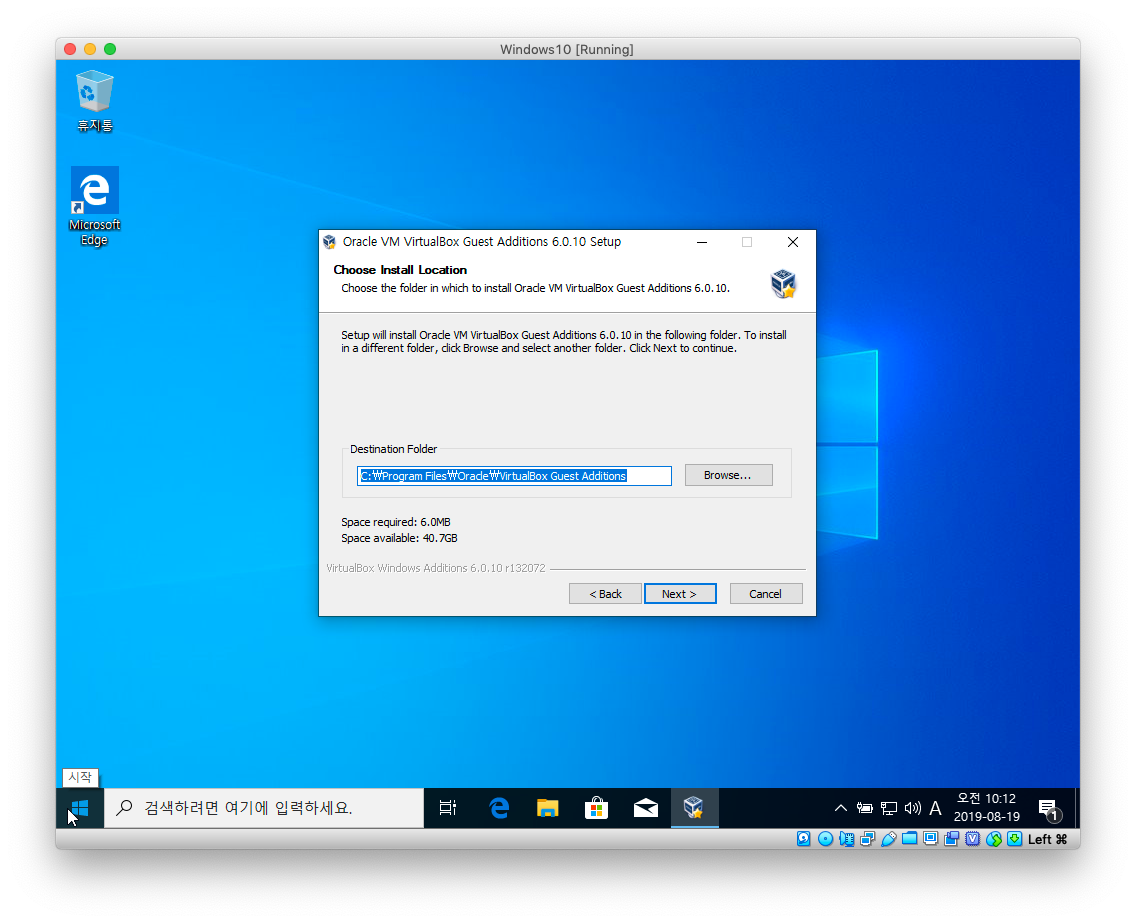 Windows10 [Running]
휴지통
Microsoft
Edge
Oracle VM VirtualBox Guest Additions 6.0.10 Setup
Choose Install Location
Choose the folder in which to install Oracle VM VirtualBox Guest Additions 6.0.10.
Setup will install Oracle VM VirtualBox Guest Additions 6.0.10 in the following folder. To install
in a different folder, click Browse and select another folder. Click Next to continue.
Destination Folder
C:₩Program Files₩Oracle₩VirtualBox Guest Additions
Browse...
Space required: 6.0MB
Space available: 40.7GB
VirtualBox Windows Additions 6.0.10 r132072
< Back
Next >
Cancel
시작
검색하려면 여기에 입력하세요.
A
오전 10:12
2019-08-19
1
Left ⌘